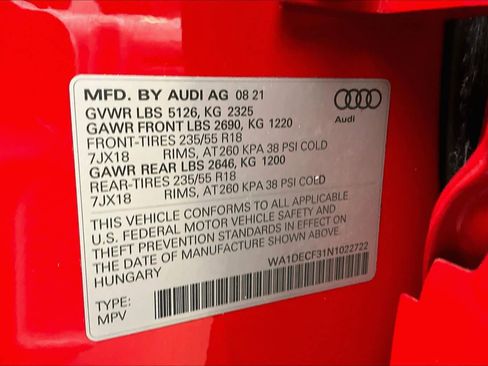 MFD. BY AUDI AG 08 21
GVWR LBS 5126, KG 2325
GAWR FRONT LBS 2690, KG 1220
FRONT-TIRES 235/55 R18
7JX18 RIMS, AT260 KPA 38 PSI COLD
GAWR REAR LBS 2646, KG 1200
REAR-TIRES 235/55 R18
7JX18 RIMS, AT260 KPA 38 PSI COLD
THIS VEHICLE CONFORMS TO ALL APPLICABLE
U.S. FEDERAL MOTOR VEHICLE SAFETY AND
THEFT PREVENTION STANDARDS IN EFFECT ON
THE DATE OF MANUFACTURE SHOWN ABOVE.
HUNGARY
WA1DECF31N1022722
TYPE:
MPV
Audi